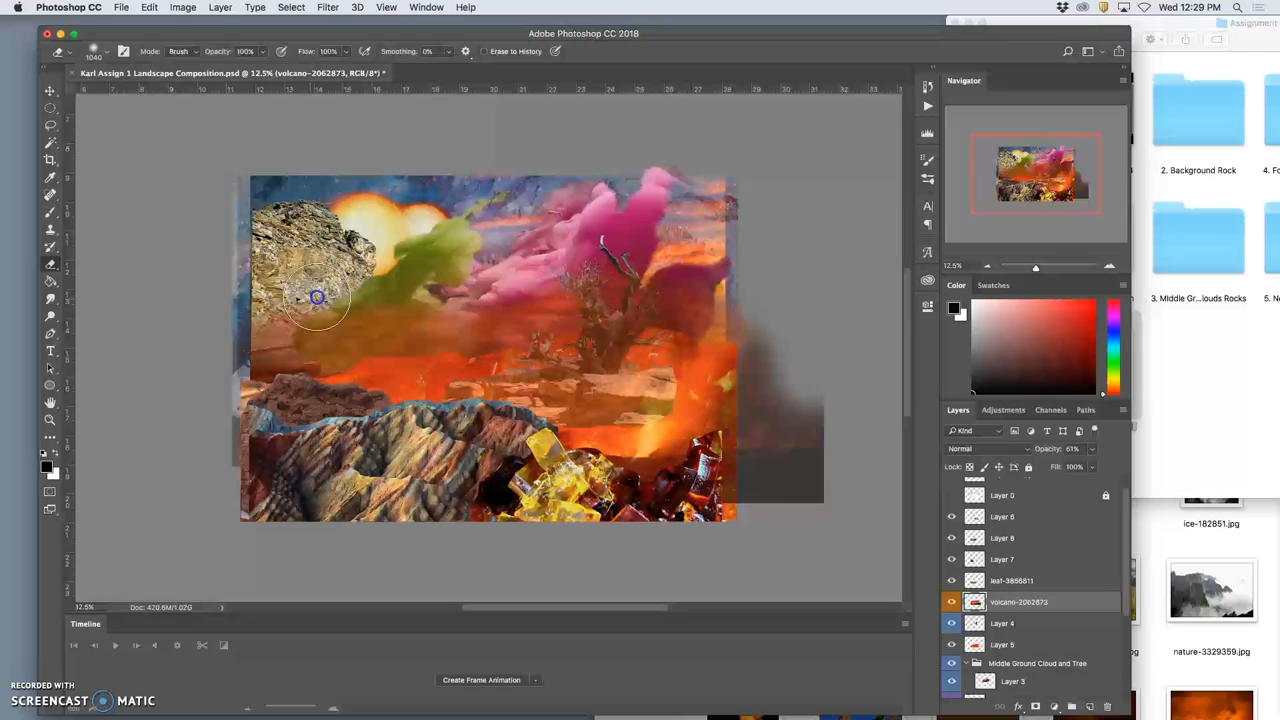 Photoshop CC File Edit Image Layer Type Select Filter 3D View Window Help Wed 12:29 PM
Adobe Photoshop CC 2018
Assignment
1040 Mode: Brush Opacity: 100% Flow: 100% Smoothing: 0% Erase to History
Karl Assign 1 Landscape Composition.psd @ 12.5% (volcano-2062873, RGB/8*) *
Navigator
2. Background Rock
4. Fo
12.5%
Color Swatches
3. Middle Gr...louds Rocks
5. N
Layers Adjustments Channels Paths
Kind
Normal Opacity: 61%
Lock: Fill: 100%
Layer 0
Layer 6
ice-182851.jpg
Layer 8
Layer 7
leaf-3856811
volcano-2062873
12.5% Doc: 420.6M/1.02G
Timeline
Layer 4
Layer 5
nature-3329359.jpg
Middle Ground Cloud and Tree
Create Frame Animation
Layer 3
RECORDED WITH
SCREENCAST MATIC
fx